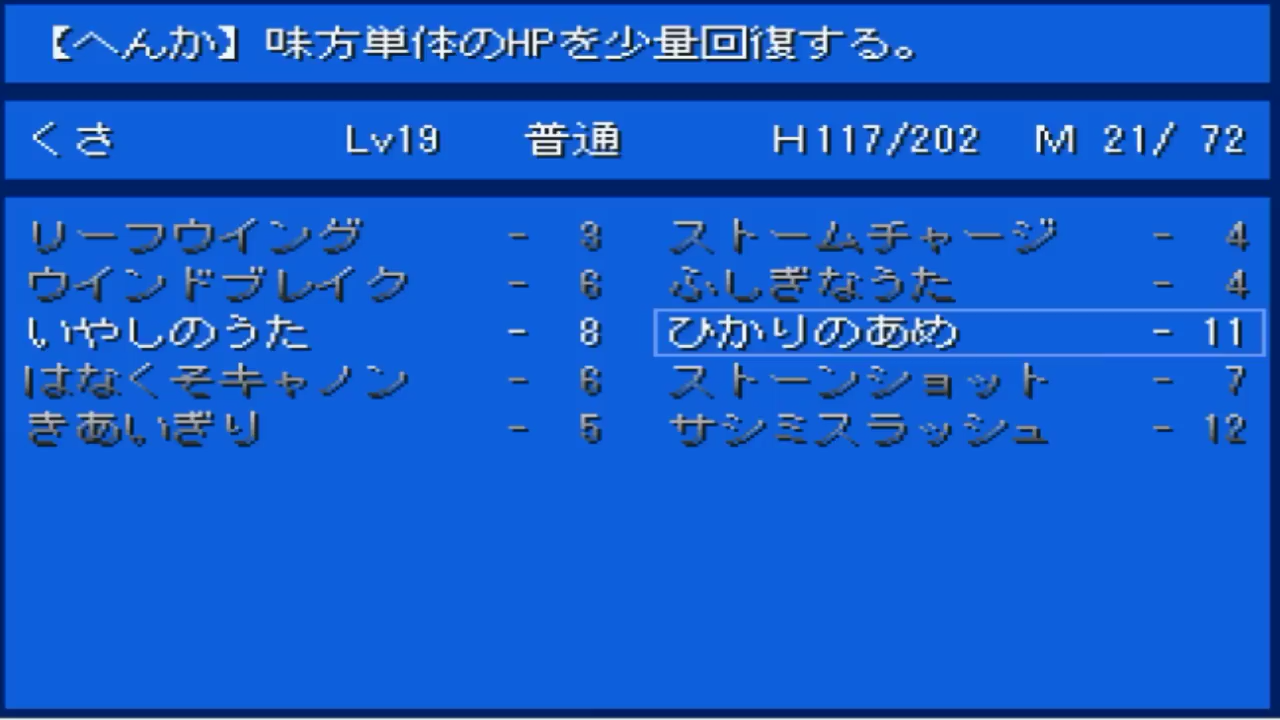 【へんか】味方単体のHPを少量回復する。
くさ Lv19 普通 H117/202 M 21/ 72
リーフウイング - 3 ストームチャージ - 4
ウインドブレイク - 6 ふしぎなうた - 4
いやしのうた - 8 ひかりのあめ - 11
はなくそキャノン - 6 ストーンショット - 7
きあいぎり - 5 サシミスラッシュ - 12